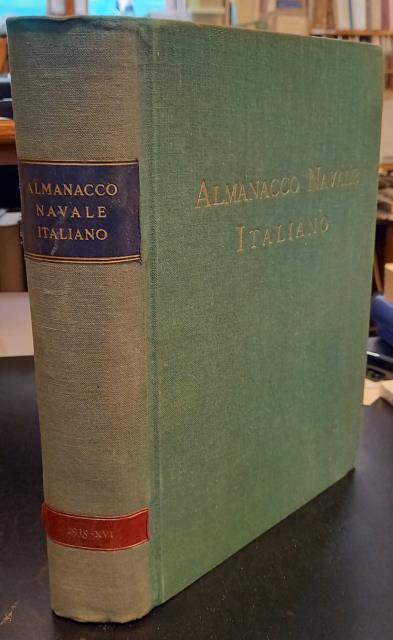 ALMANACCO
NAVALE
ITALIANO
1938-XVI
ALMANACCO NAVALE
ITALIANO